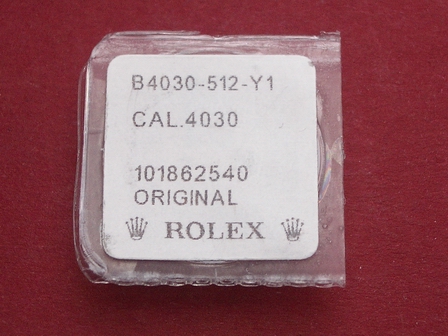 B4030-512-Y1
CAL.4030
101862540
ORIGINAL
ROLEX